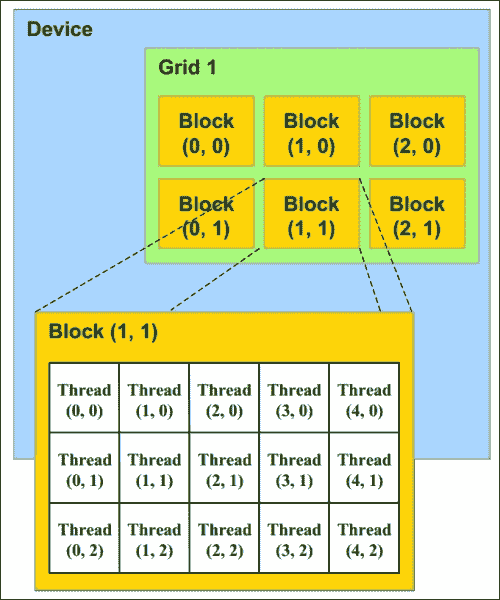 Device
Grid 1
Block Block Block
(0, 0) (1, 0) (2, 0)
Block Block Block
(0, 1) (1, 1) (2, 1)
Block (1, 1)
Thread Thread Thread Thread Thread
(0, 0) (1, 0) (2, 0) (3, 0) (4, 0)
Thread Thread Thread Thread Thread
(0, 1) (1, 1) (2, 1) (3, 1) (4, 1)
Thread Thread Thread Thread Thread
(0, 2) (1, 2) (2, 2) (3, 2) (4, 2)